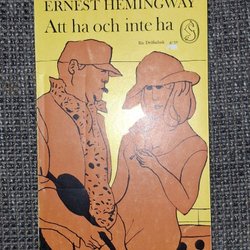 ERNEST HEMINGWAY
Att ha och inte ha
En Delfinbok